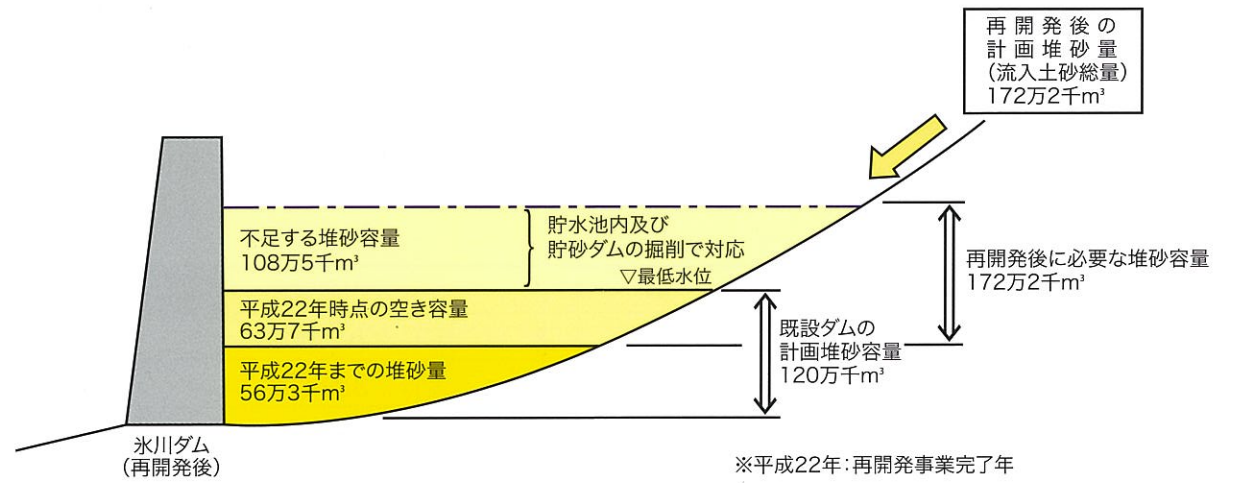 再開発後の
計画堆砂量
(流入土砂総量)
172万2千m³
不足する堆砂容量
108万5千m³
貯水池内及び
貯砂ダムの掘削で対応
▽最低水位
平成22年時点の空き容量
63万7千m³
平成22年までの堆砂量
56万3千m³
再開発後に必要な堆砂容量
172万2千m³
既設ダムの
計画堆砂容量
120万千m³
氷川ダム
(再開発後)
※平成22年:再開発事業完了年